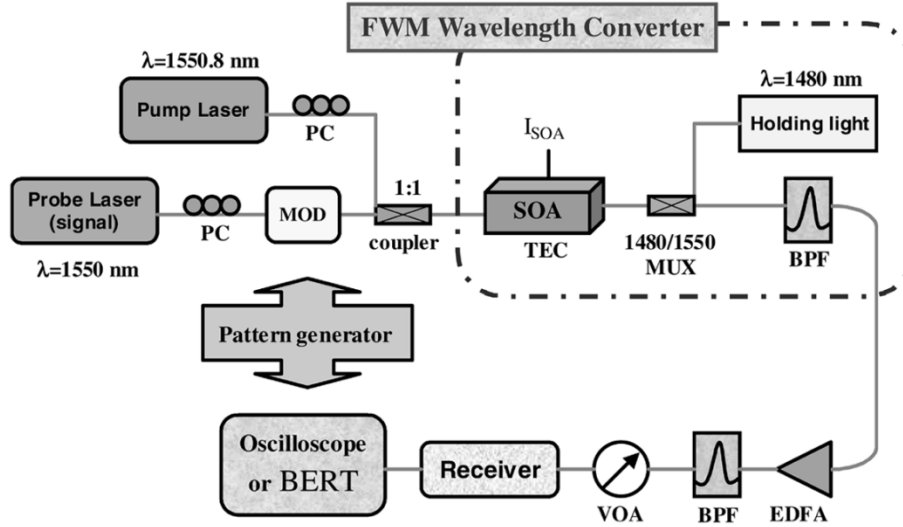 FWM Wavelength Converter
λ=1550.8 nm
Pump Laser
PC
λ=1480 nm
Holding light
I_SOA
Probe Laser
(signal)
λ=1550 nm
PC
MOD
1:1
coupler
SOA
TEC
1480/1550
MUX
BPF
Pattern generator
Oscilloscope
or BERT
Receiver
VOA
BPF
EDFA